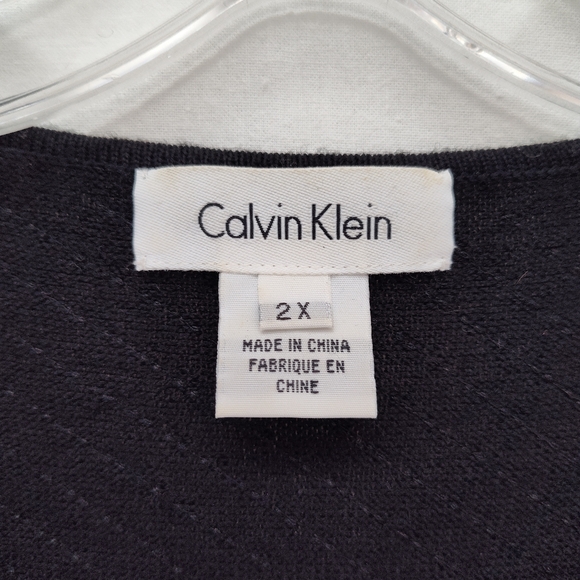 Calvin Klein
2X
MADE IN CHINA
FABRIQUE EN
CHINE